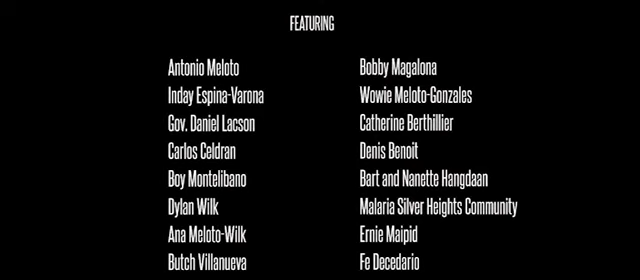 FEATURING
Antonio Meloto
Inday Espina-Varona
Gov. Daniel Lacson
Carlos Celdran
Boy Montelibano
Dylan Wilk
Ana Meloto-Wilk
Butch Villanueva
Bobby Magalona
Wowie Meloto-Gonzales
Catherine Berthillier
Denis Benoit
Bart and Nanette Hangdaan
Malaria Silver Heights Community
Ernie Maipid
Fe Decedario